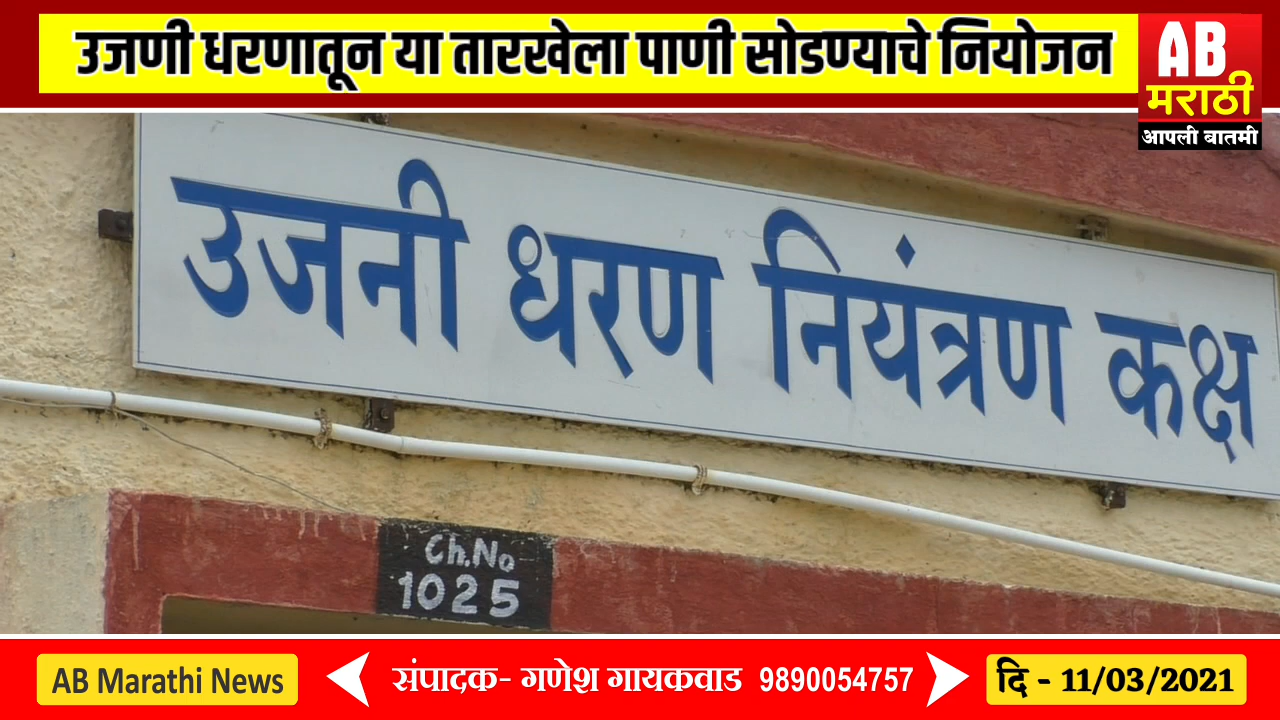 उजणी धरणातून या तारखेला पाणी सोडण्याचे नियोजन
AB
मराठी
आपली बातमी
उजनी धरण नियंत्रण कक्ष
Ch.No
1025
AB Marathi News
संपादक- गणेश गायकवाड 9890054757
दि - 11/03/2021